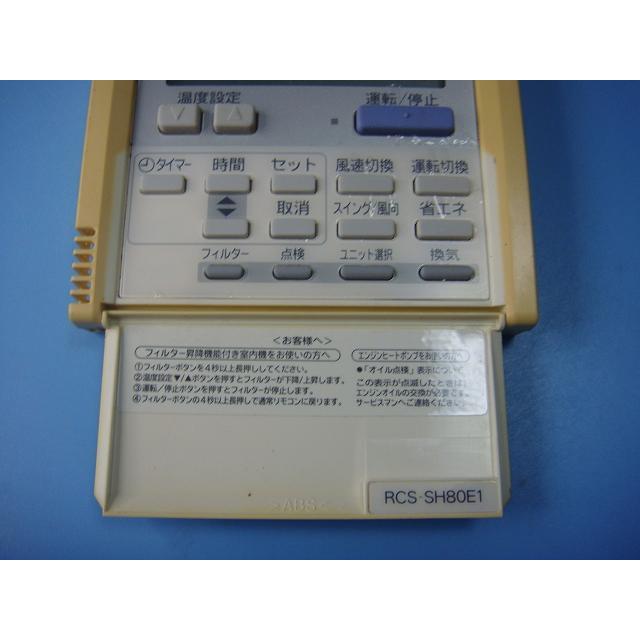 温度設定
運転/停止
▽ △
タイマー 時間 セット 風速切換 運転切換
取消 スイング/風向 省エネ
フィルター 点検 ユニット選択 換気
<お客様へ>
フィルター昇降機能付き室内機をお使いの方へ
①フィルターボタンを4秒以上長押ししてください。
②温度設定▼/▲ボタンを押すとフィルターが下降/上昇します。
③運転/停止ボタンを押すとフィルターが停止します。
④フィルターボタンの4秒以上長押しで通常リモコンに戻ります。
エンジンヒートポンプをお使いの方へ
●「オイル点検」表示について
この表示が点滅したときは
エンジンオイルの交換が必要です
サービスマンへご連絡ください
>ABS<
RCS-SH80E1